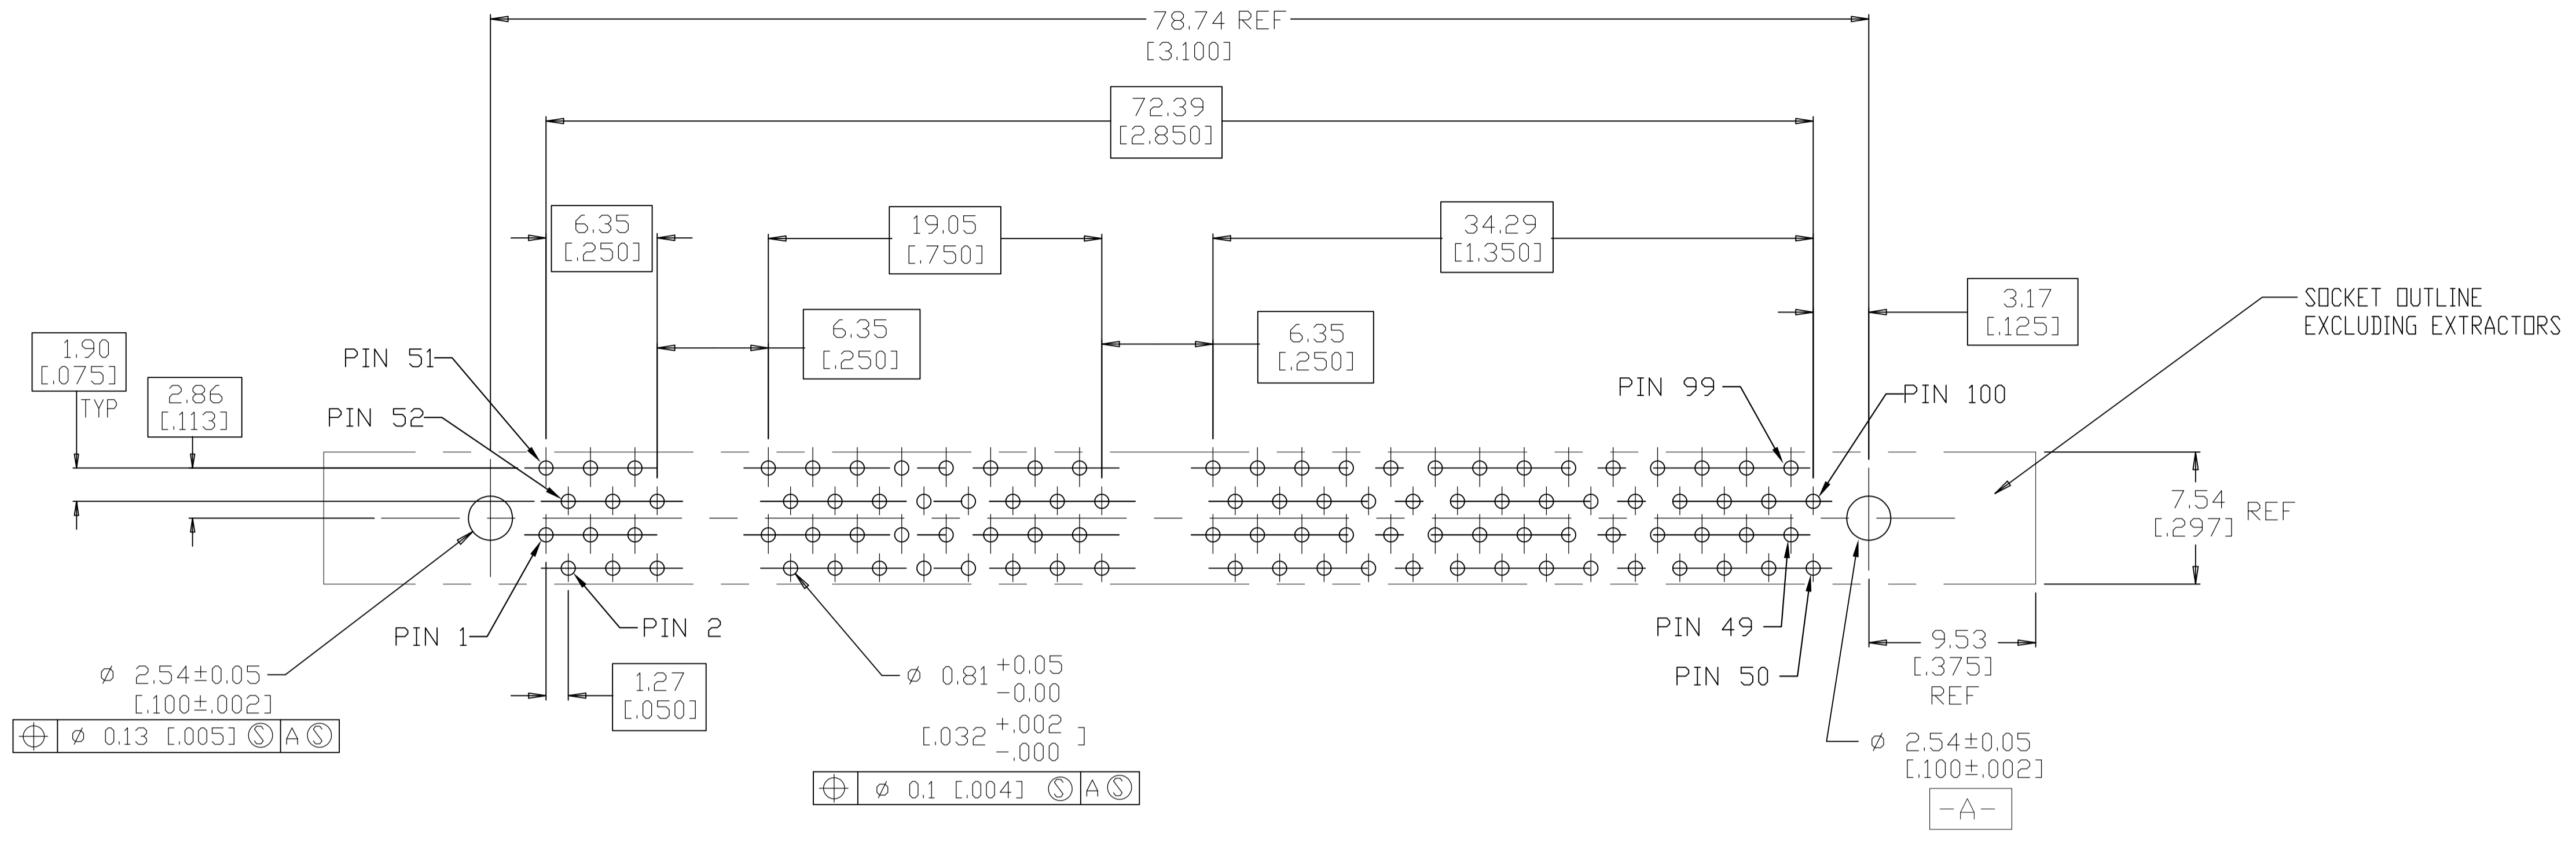 78.74 REF
[3.100]
72.39
[2.850]
6.35
[.250]
19.05
[.750]
34.29
[1.350]
3.17
[.125]
SOCKET OUTLINE
EXCLUDING EXTRACTORS
6.35
[.250]
6.35
[.250]
1.90
[.075]
TYP
2.86
[.113]
PIN 51
PIN 52
PIN 99
PIN 100
7.54
[.297] REF
PIN 1
PIN 2
PIN 49
PIN 50
9.53
[.375]
REF
ø 2.54±0.05
[.100±.002]
⌖ ø 0.13 [.005] Ⓢ A Ⓢ
1.27
[.050]
ø 0.81 +0.05
-0.00
[.032 +.002
-.000 ]
⌖ ø 0.1 [.004] Ⓢ A Ⓢ
ø 2.54±0.05
[.100±.002]
-A-